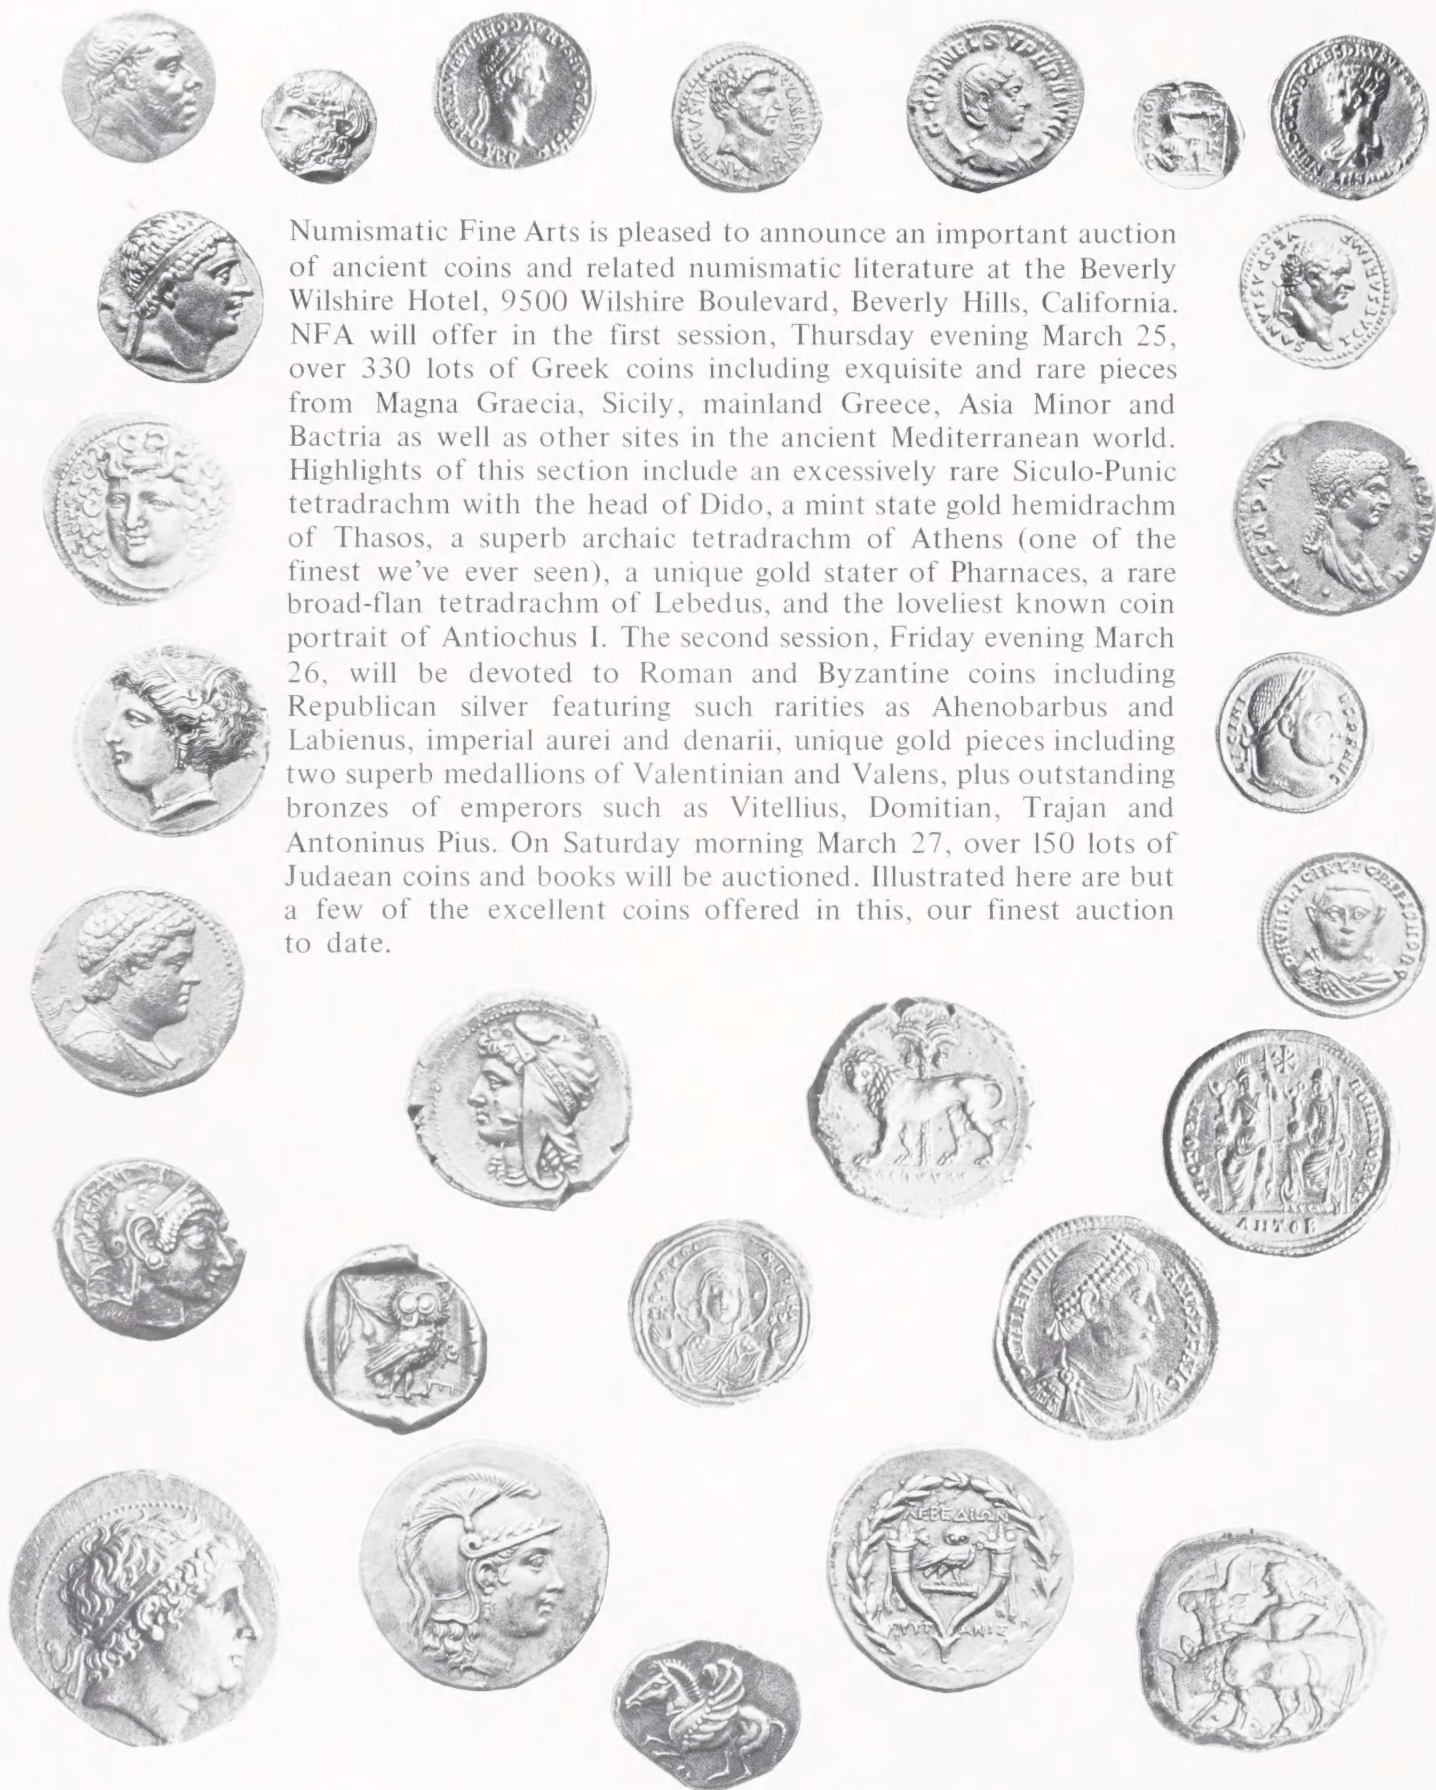 Numismatic Fine Arts is pleased to announce an important auction
of ancient coins and related numismatic literature at the Beverly
Wilshire Hotel, 9500 Wilshire Boulevard, Beverly Hills, California.
NFA will offer in the first session, Thursday evening March 25,
over 330 lots of Greek coins including exquisite and rare pieces
from Magna Graecia, Sicily, mainland Greece, Asia Minor and
Bactria as well as other sites in the ancient Mediterranean world.
Highlights of this section include an excessively rare Siculo-Punic
tetradrachm with the head of Dido, a mint state gold hemidrachm
of Thasos, a superb archaic tetradrachm of Athens (one of the
finest we've ever seen), a unique gold stater of Pharnaces, a rare
broad-flan tetradrachm of Lebedus, and the loveliest known coin
portrait of Antiochus I. The second session, Friday evening March
26, will be devoted to Roman and Byzantine coins including
Republican silver featuring such rarities as Ahenobarbus and
Labienus, imperial aurei and denarii, unique gold pieces including
two superb medallions of Valentinian and Valens, plus outstanding
bronzes of emperors such as Vitellius, Domitian, Trajan and
Antoninus Pius. On Saturday morning March 27, over 150 lots of
Judaean coins and books will be auctioned. Illustrated here are but
a few of the excellent coins offered in this, our finest auction
to date.
ANTOB
ΛΕΒΕΔΙΩΝ